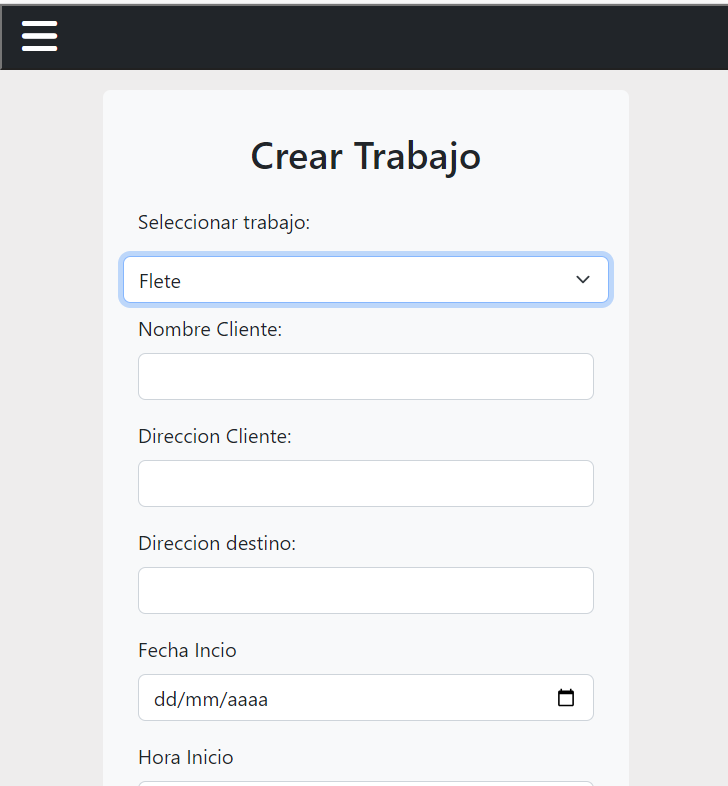 Crear Trabajo
Seleccionar trabajo:
Flete
Nombre Cliente:
Direccion Cliente:
Direccion destino:
Fecha Incio
dd/mm/aaaa
Hora Inicio